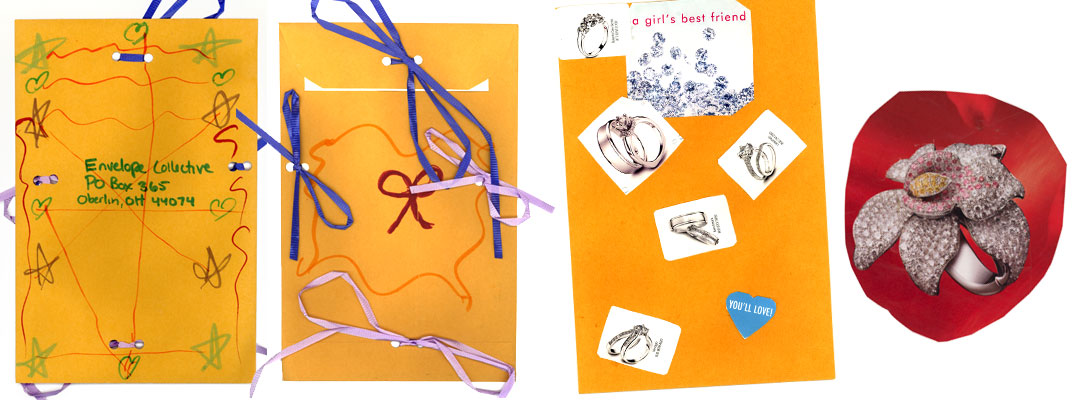 Envelope Collective
PO Box 365
Oberlin, OH 44074
a girl's best friend
YOU'LL LOVE!